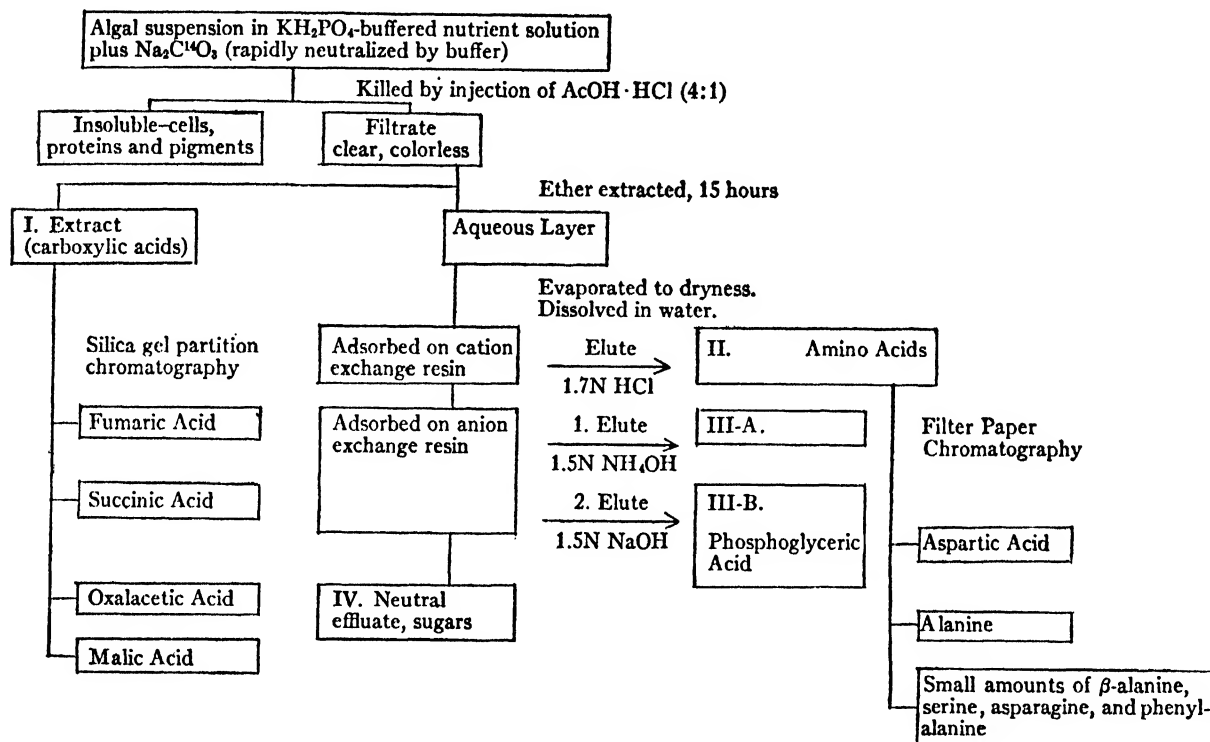 Algal suspension in KH₂PO₄-buffered nutrient solution
plus Na₂C¹⁴O₃ (rapidly neutralized by buffer)
Killed by injection of AcOH·HCl (4:1)
Insoluble-cells,
proteins and pigments
Filtrate
clear, colorless
Ether extracted, 15 hours
I. Extract
(carboxylic acids)
Aqueous Layer
Evaporated to dryness.
Dissolved in water.
Silica gel partition
chromatography
Adsorbed on cation
exchange resin
Elute
1.7N HCl
II. Amino Acids
Fumaric Acid
Adsorbed on anion
exchange resin
1. Elute
1.5N NH₄OH
III-A.
Filter Paper
Chromatography
Succinic Acid
2. Elute
1.5N NaOH
III-B.
Phosphoglyceric
Acid
Aspartic Acid
Oxalacetic Acid
IV. Neutral
effluate, sugars
Alanine
Malic Acid
Small amounts of β-alanine,
serine, asparagine, and phenyl-
alanine